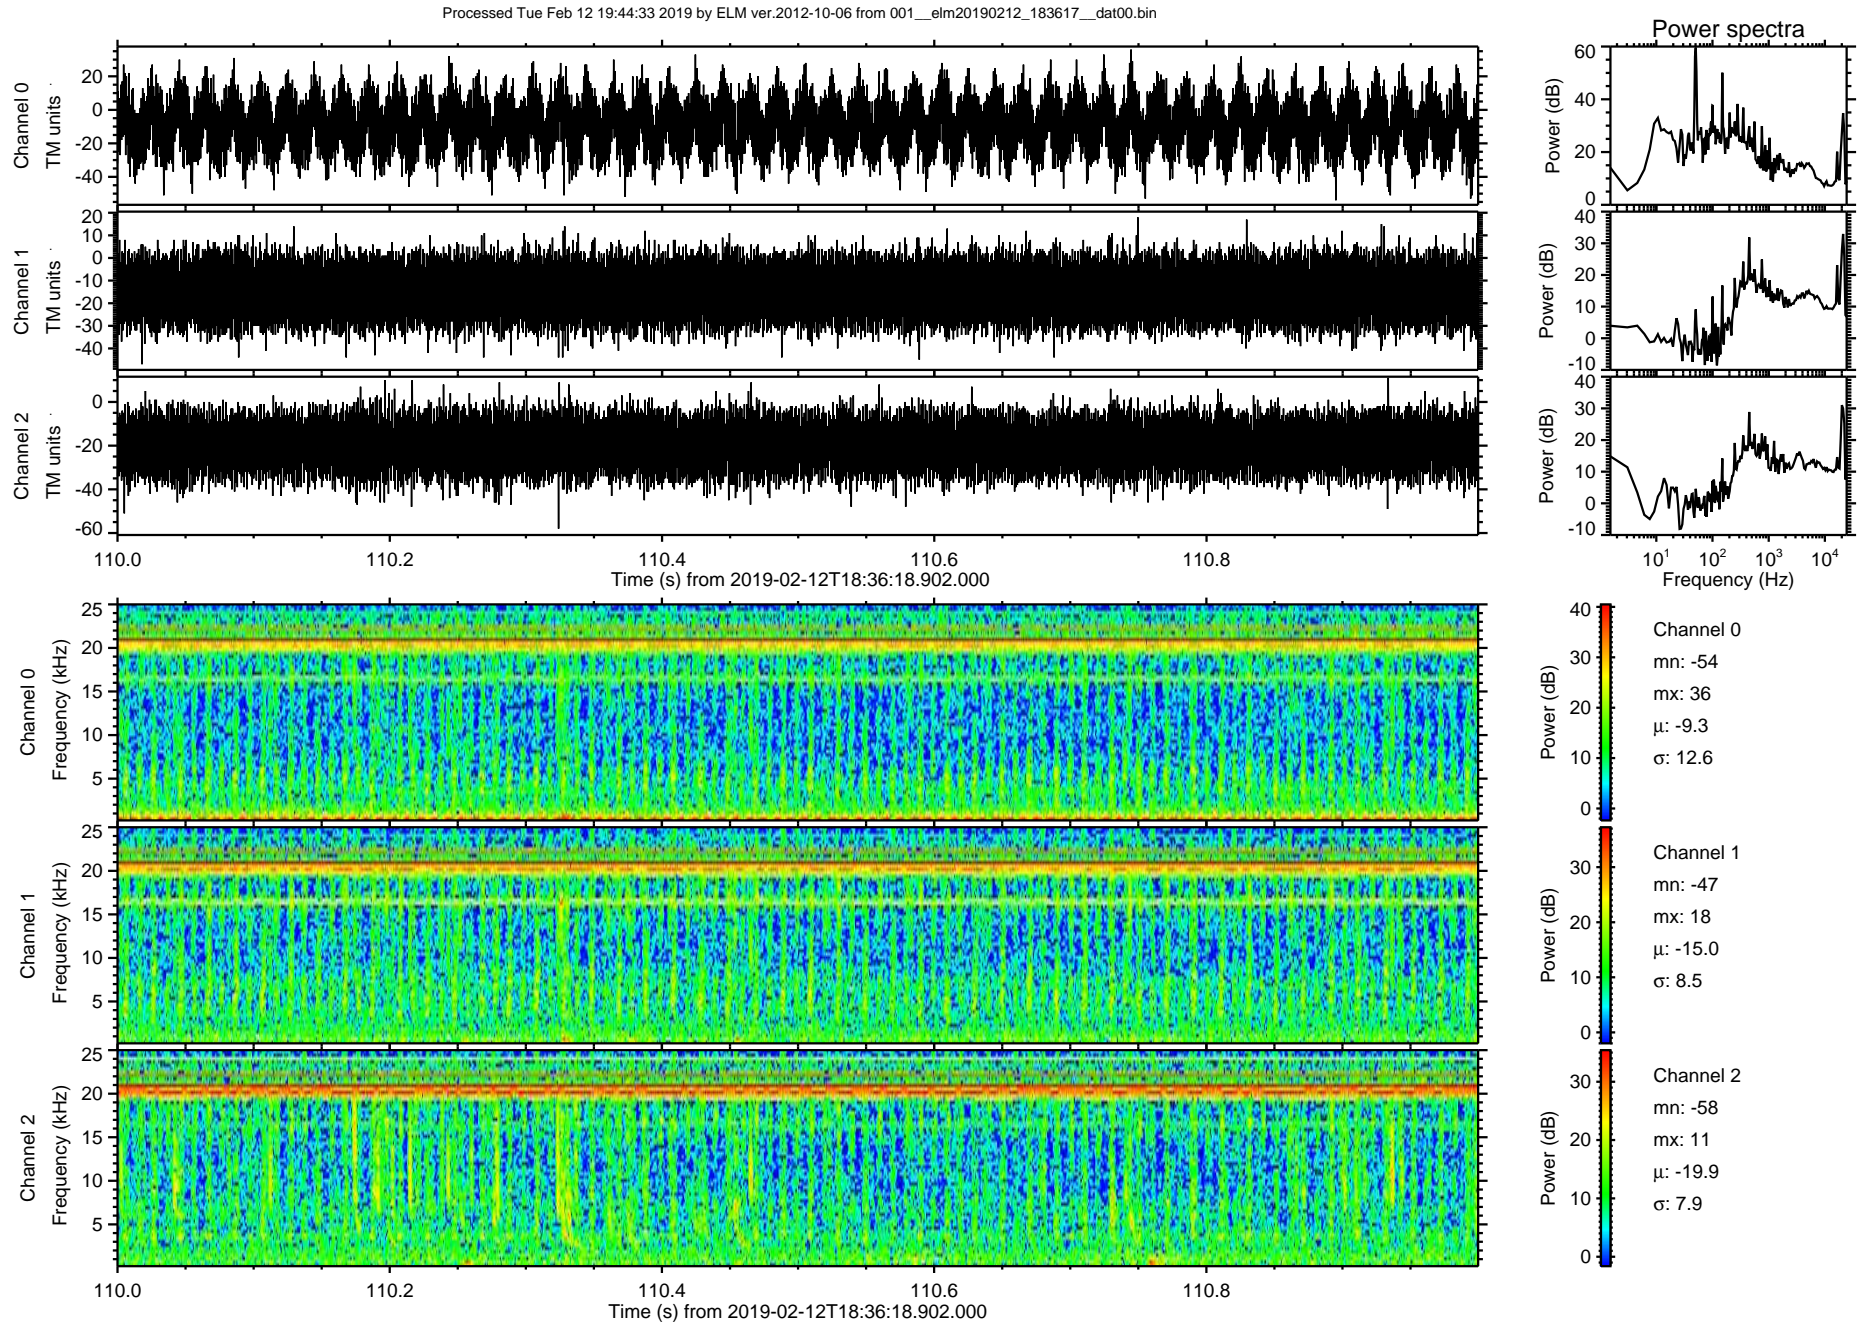 Processed Tue Feb 12 19:44:33 2019 by ELM ver.2012-10-06 from 001__elm20190212_183617__dat00.bin
Power spectra
Channel 0
TM units
20
0
-20
-40
Power (dB)
60
40
20
0
Channel 1
TM units
20
10
0
-10
-20
-30
-40
Power (dB)
40
30
20
10
0
-10
Channel 2
TM units
0
-20
-40
-60
Power (dB)
40
30
20
10
0
-10
110.0 110.2 110.4 110.6 110.8
Time (s) from 2019-02-12T18:36:18.902.000
10¹ 10² 10³ 10⁴
Frequency (Hz)
Channel 0
Frequency (kHz)
25
20
15
10
5
Power (dB)
40
30
20
10
0
Channel 0
mn: -54
mx: 36
μ: -9.3
σ: 12.6
Channel 1
Frequency (kHz)
25
20
15
10
5
Power (dB)
30
20
10
0
Channel 1
mn: -47
mx: 18
μ: -15.0
σ: 8.5
Channel 2
Frequency (kHz)
25
20
15
10
5
Power (dB)
30
20
10
0
Channel 2
mn: -58
mx: 11
μ: -19.9
σ: 7.9
110.0 110.2 110.4 110.6 110.8
Time (s) from 2019-02-12T18:36:18.902.000